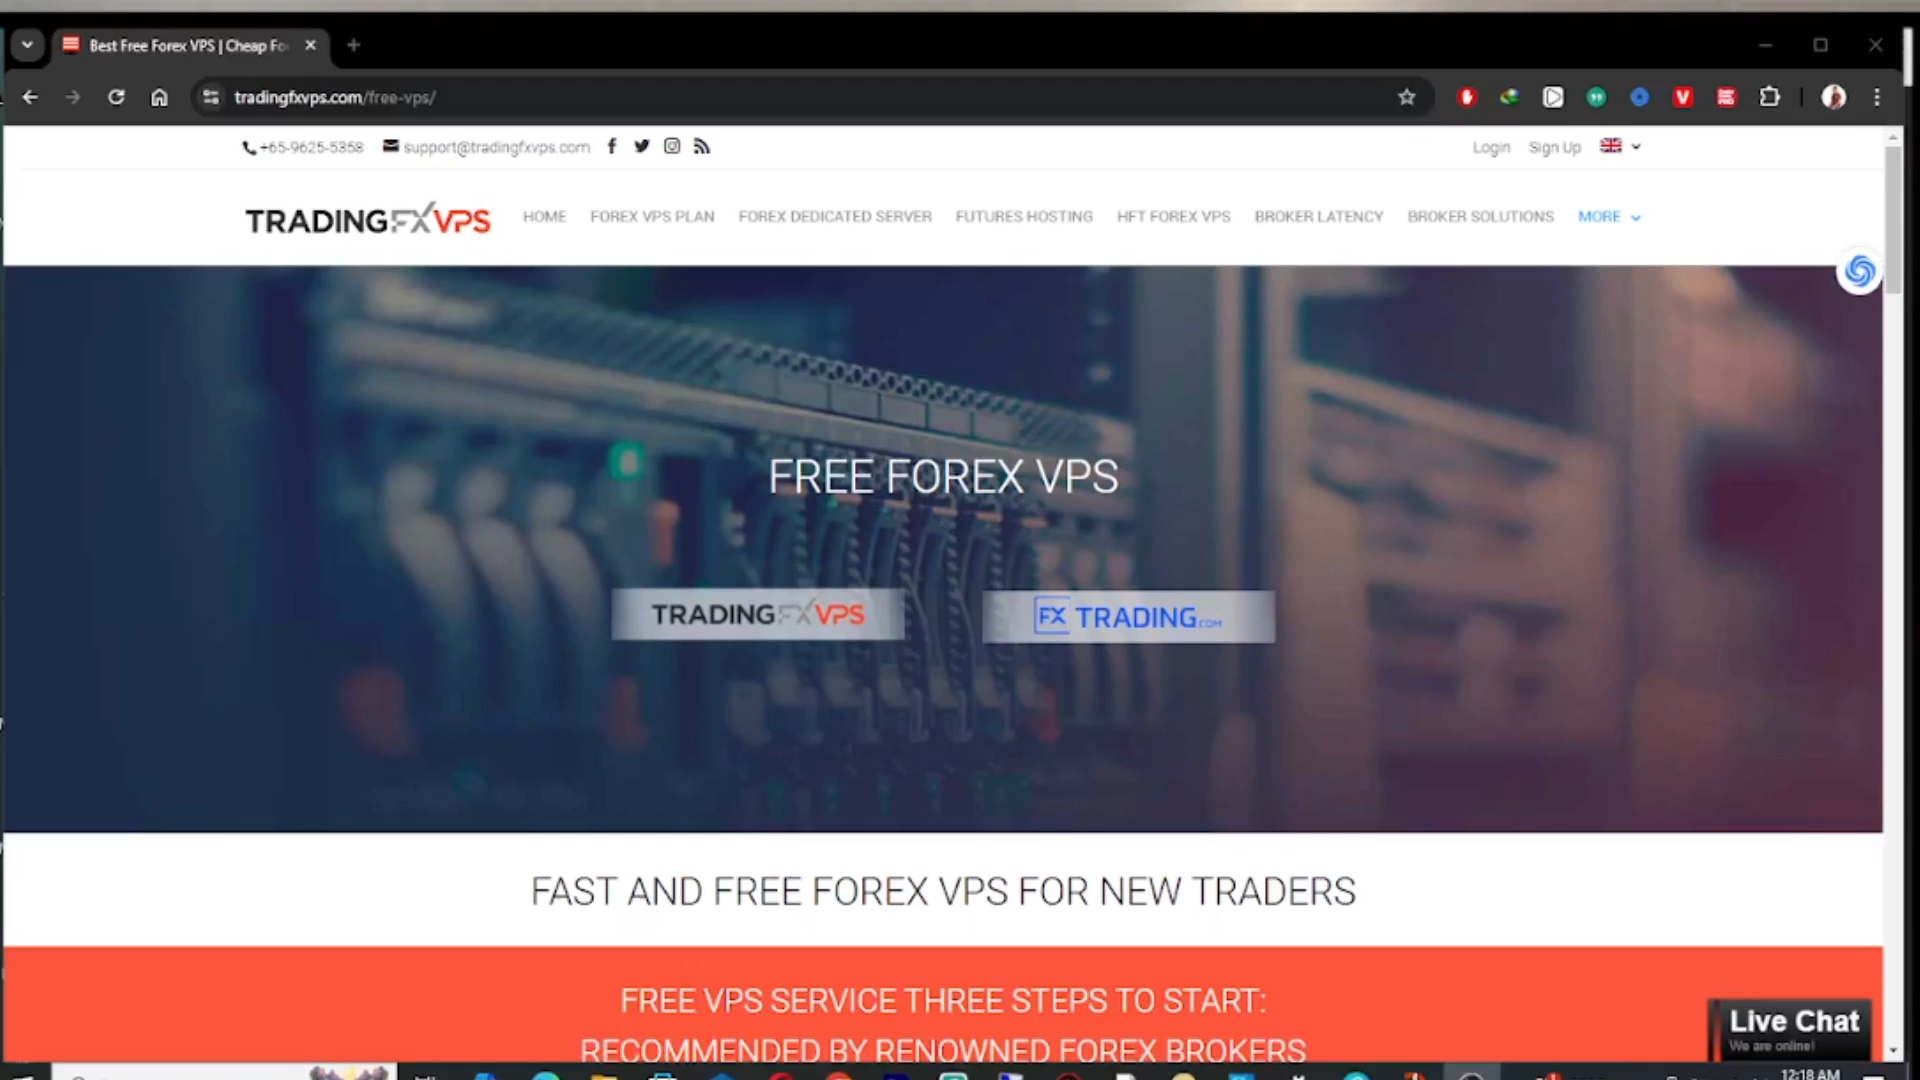 Best Free Forex VPS | Cheap Fo
tradingfxvps.com/free-vps/
+65-9625-5358 support@tradingfxvps.com
Login Sign Up
TRADINGFXVPS
HOME FOREX VPS PLAN FOREX DEDICATED SERVER FUTURES HOSTING HFT FOREX VPS BROKER LATENCY BROKER SOLUTIONS MORE
FREE FOREX VPS
TRADINGFXVPS
FX TRADING.COM
FAST AND FREE FOREX VPS FOR NEW TRADERS
FREE VPS SERVICE THREE STEPS TO START:
RECOMMENDED BY RENOWNED FOREX BROKERS
Live Chat
We are online!
12:18 AM